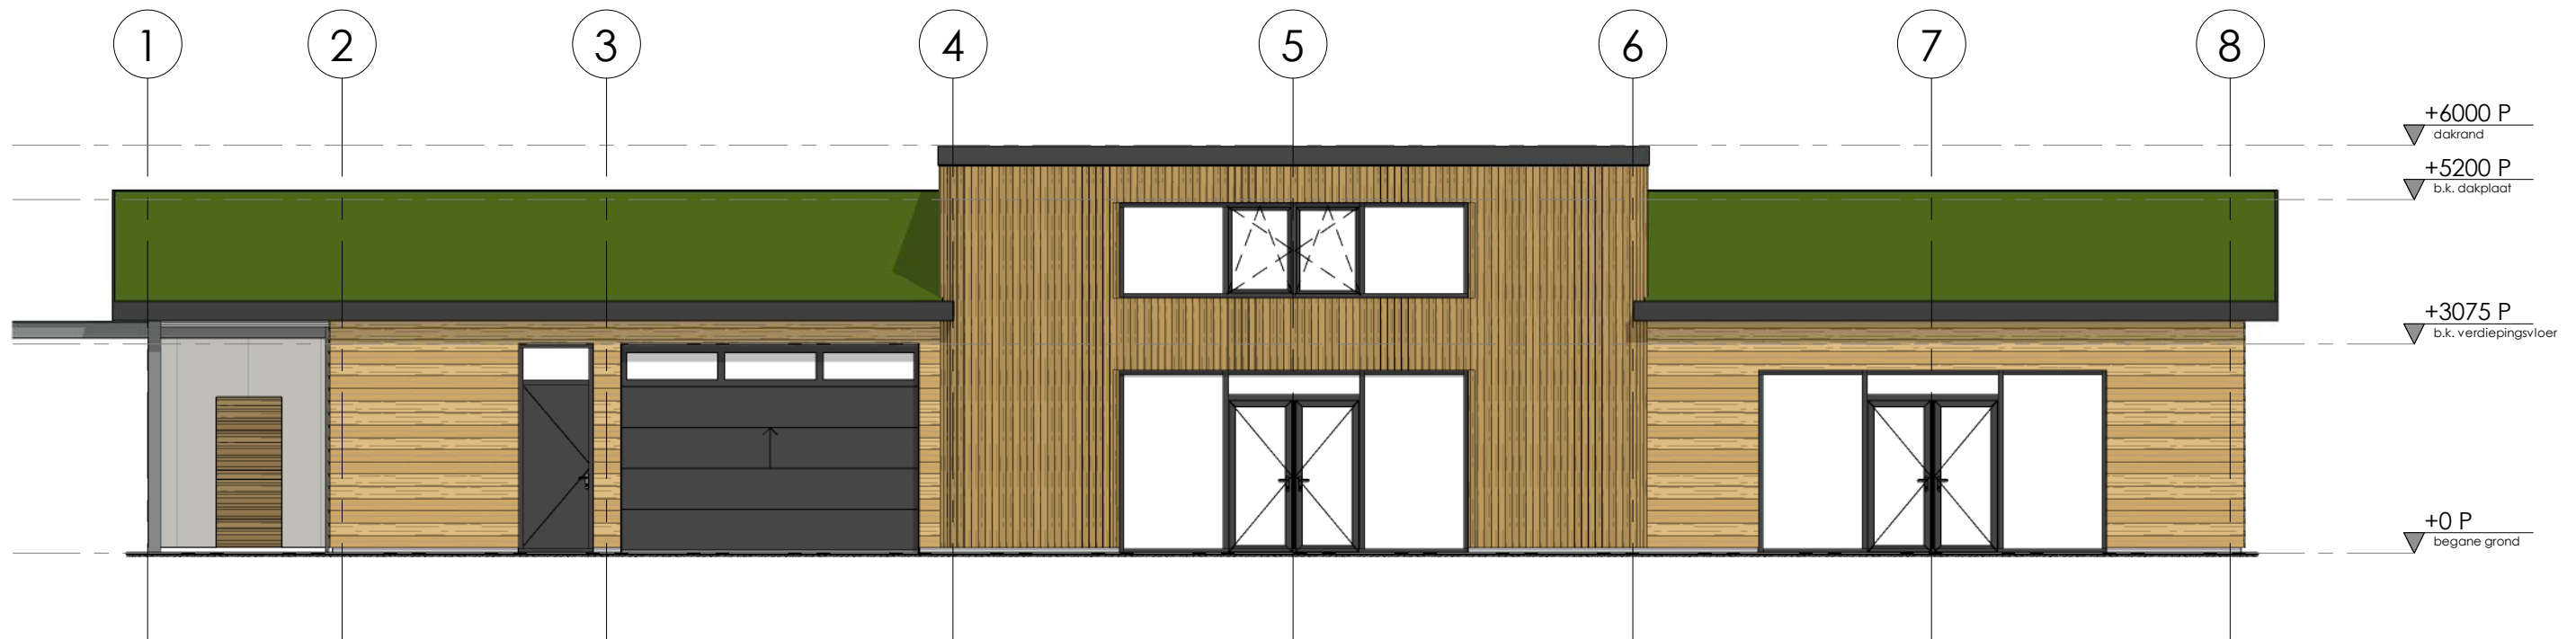 1 2 3 4 5 6 7 8
+6000 P
dakrand
+5200 P
b.k. dakplaat
+3075 P
b.k. verdiepingsvloer
+0 P
begane grond